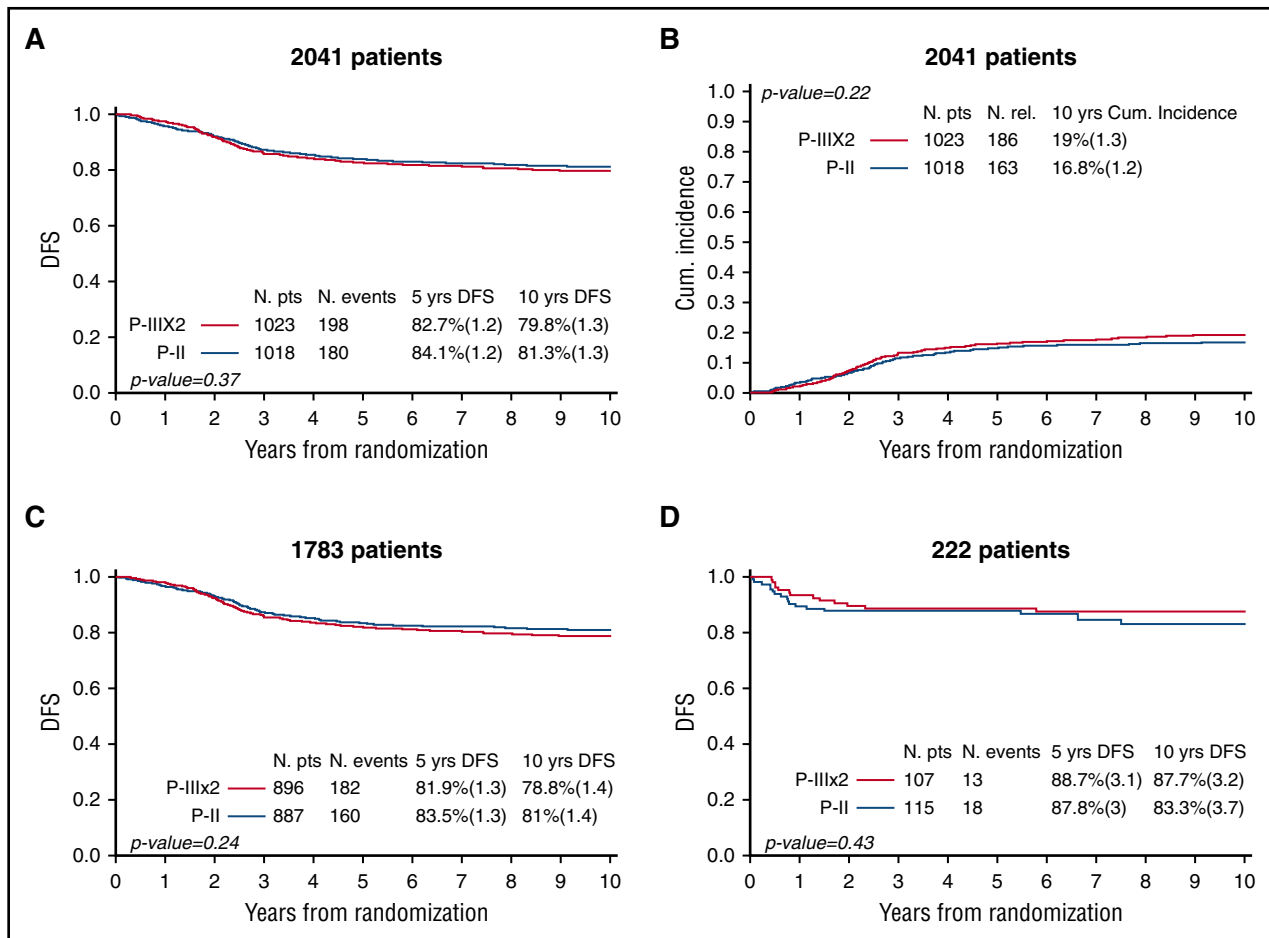 A
2041 patients
1.0
0.8
0.6
0.4
0.2
0.0
DFS
N. pts N. events 5 yrs DFS 10 yrs DFS
P-IIIX2 1023 198 82.7%(1.2) 79.8%(1.3)
P-II 1018 180 84.1%(1.2) 81.3%(1.3)
p-value=0.37
0 1 2 3 4 5 6 7 8 9 10
Years from randomization
B
2041 patients
1.0
0.9
0.8
0.7
0.6
0.5
0.4
0.3
0.2
0.1
0.0
Cum. incidence
p-value=0.22
N. pts N. rel. 10 yrs Cum. Incidence
P-IIIX2 1023 186 19%(1.3)
P-II 1018 163 16.8%(1.2)
0 1 2 3 4 5 6 7 8 9 10
Years from randomization
C
1783 patients
1.0
0.8
0.6
0.4
0.2
0.0
DFS
N. pts N. events 5 yrs DFS 10 yrs DFS
P-IIIx2 896 182 81.9%(1.3) 78.8%(1.4)
P-II 887 160 83.5%(1.3) 81%(1.4)
p-value=0.24
0 1 2 3 4 5 6 7 8 9 10
Years from randomization
D
222 patients
1.0
0.8
0.6
0.4
0.2
0.0
DFS
N. pts N. events 5 yrs DFS 10 yrs DFS
P-IIIx2 107 13 88.7%(3.1) 87.7%(3.2)
P-II 115 18 87.8%(3) 83.3%(3.7)
p-value=0.43
0 1 2 3 4 5 6 7 8 9 10
Years from randomization